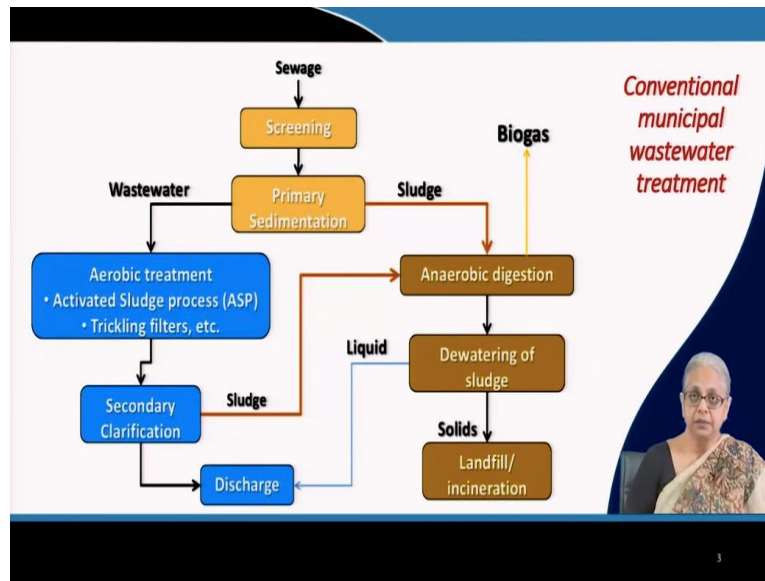 Sewage
Conventional
municipal
wastewater
treatment
Screening
Biogas
Wastewater
Primary
Sedimentation
Sludge
Aerobic treatment
• Activated Sludge process (ASP)
• Trickling filters, etc.
Anaerobic digestion
Liquid
Dewatering of
sludge
Secondary
Clarification
Sludge
Solids
Landfill/
incineration
Discharge
3